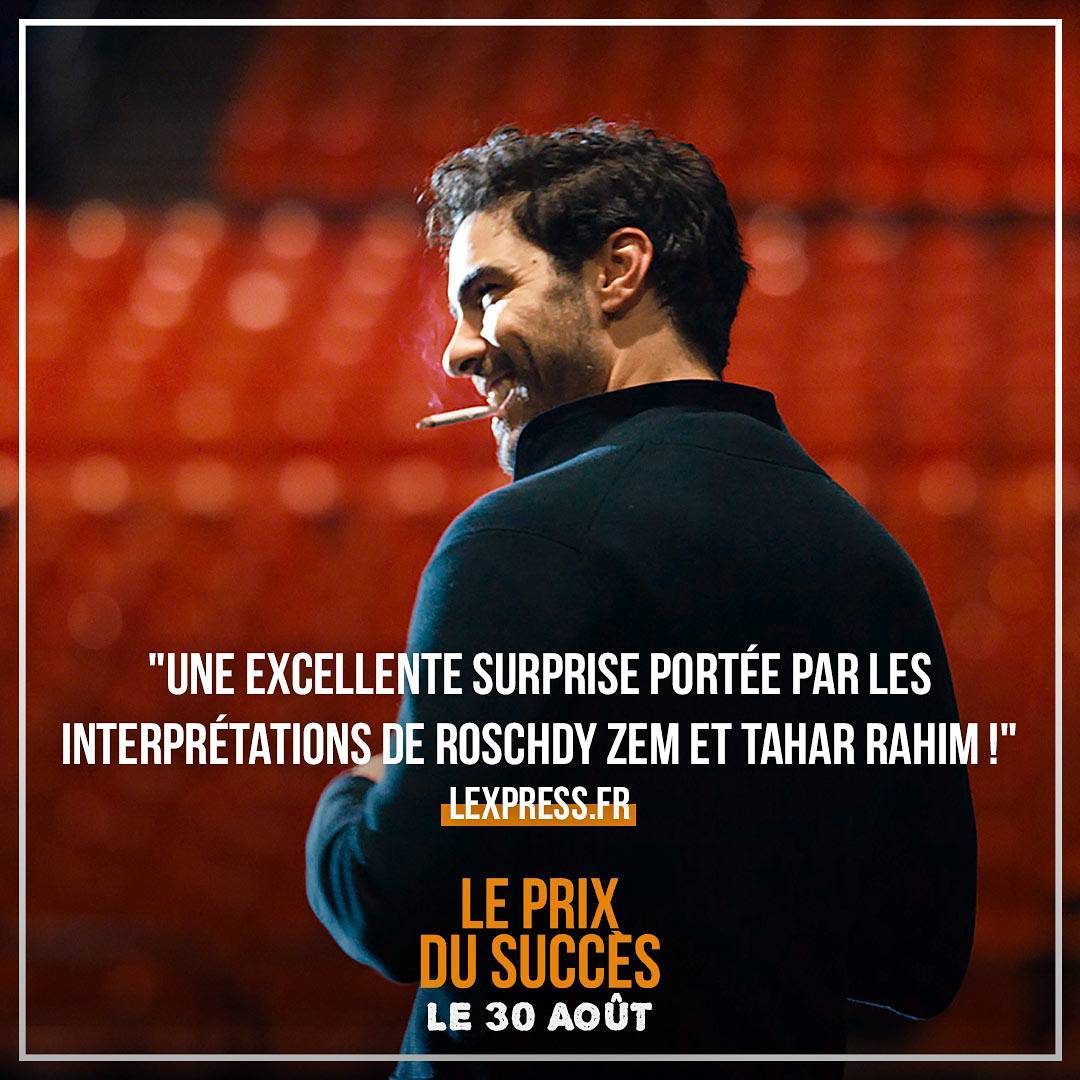 "UNE EXCELLENTE SURPRISE PORTÉE PAR LES
INTERPRÉTATIONS DE ROSCHDY ZEM ET TAHAR RAHIM !"
LEXPRESS.FR
LE PRIX
DU SUCCÈS
LE 30 AOÛT